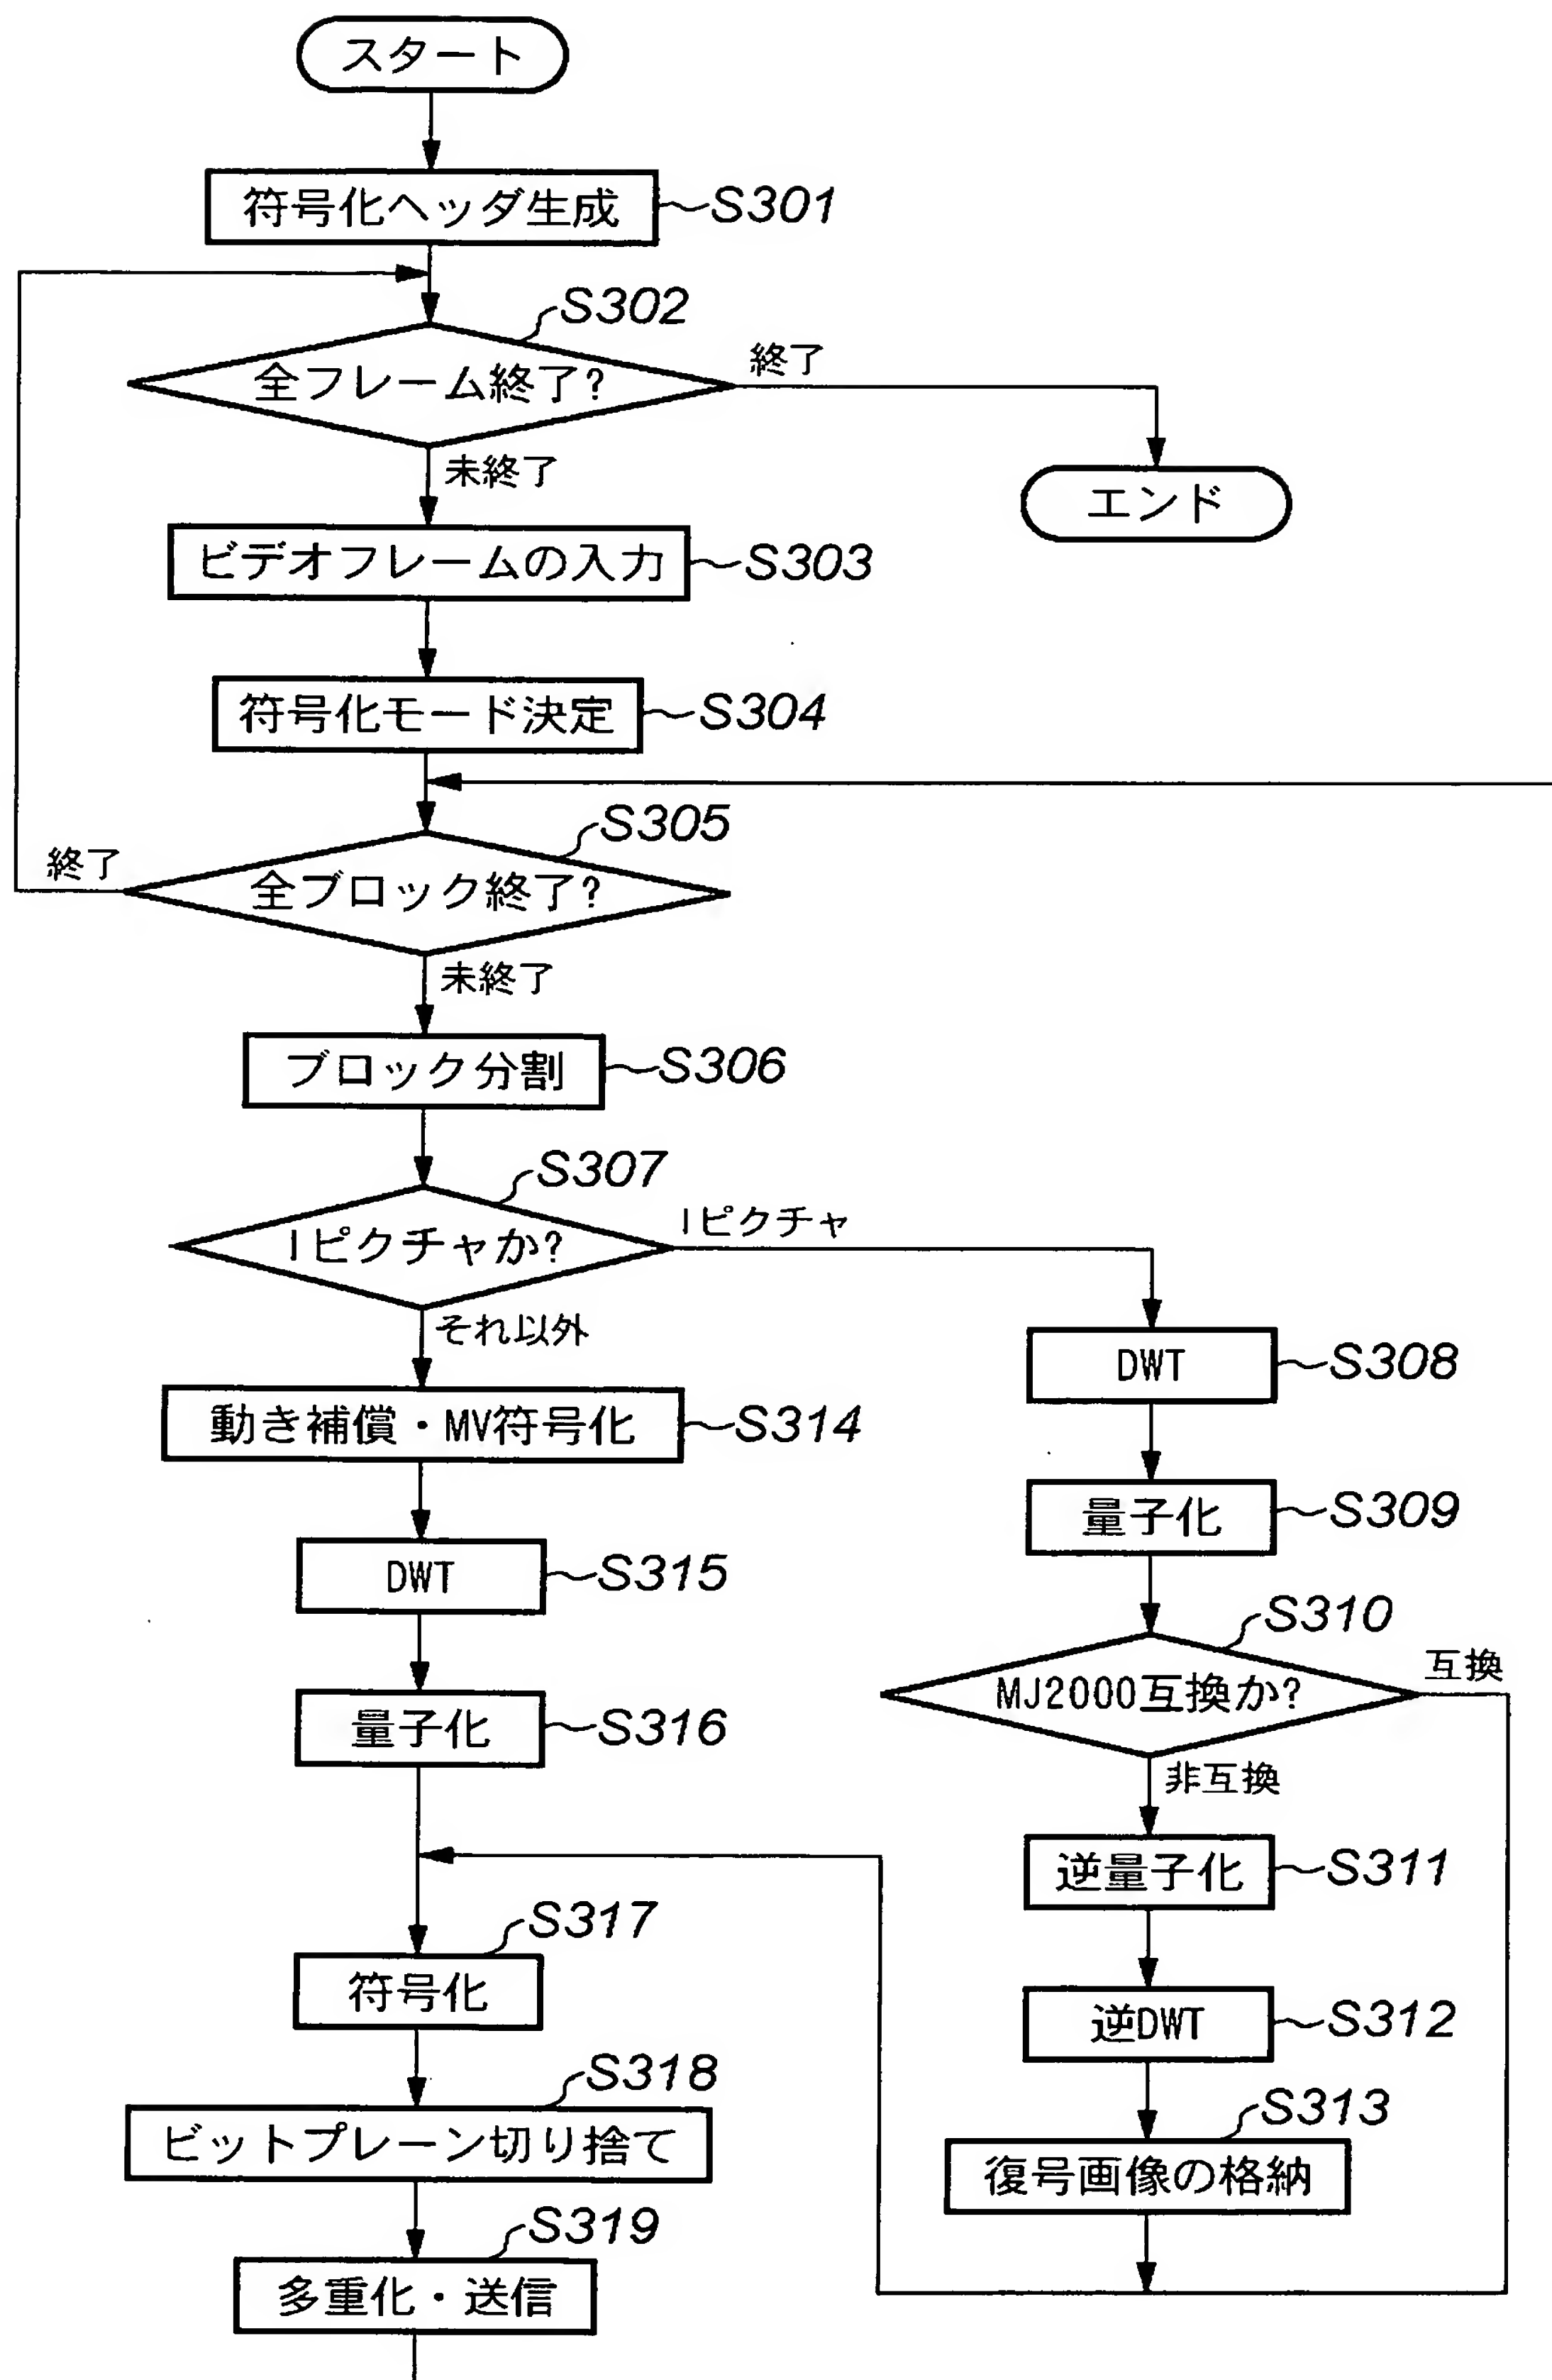 スタート
符号化ヘッダ生成
S301
S302
全フレーム終了?
終了
未終了
エンド
ビデオフレームの入力
S303
符号化モード決定
S304
S305
終了
全ブロック終了?
未終了
ブロック分割
S306
S307
Iピクチャか?
Iピクチャ
それ以外
DWT
S308
動き補償・MV符号化
S314
量子化
S309
DWT
S315
S310
MJ2000互換か?
互換
非互換
量子化
S316
逆量子化
S311
S317
符号化
逆DWT
S312
S318
ビットプレーン切り捨て
S313
復号画像の格納
S319
多重化・送信